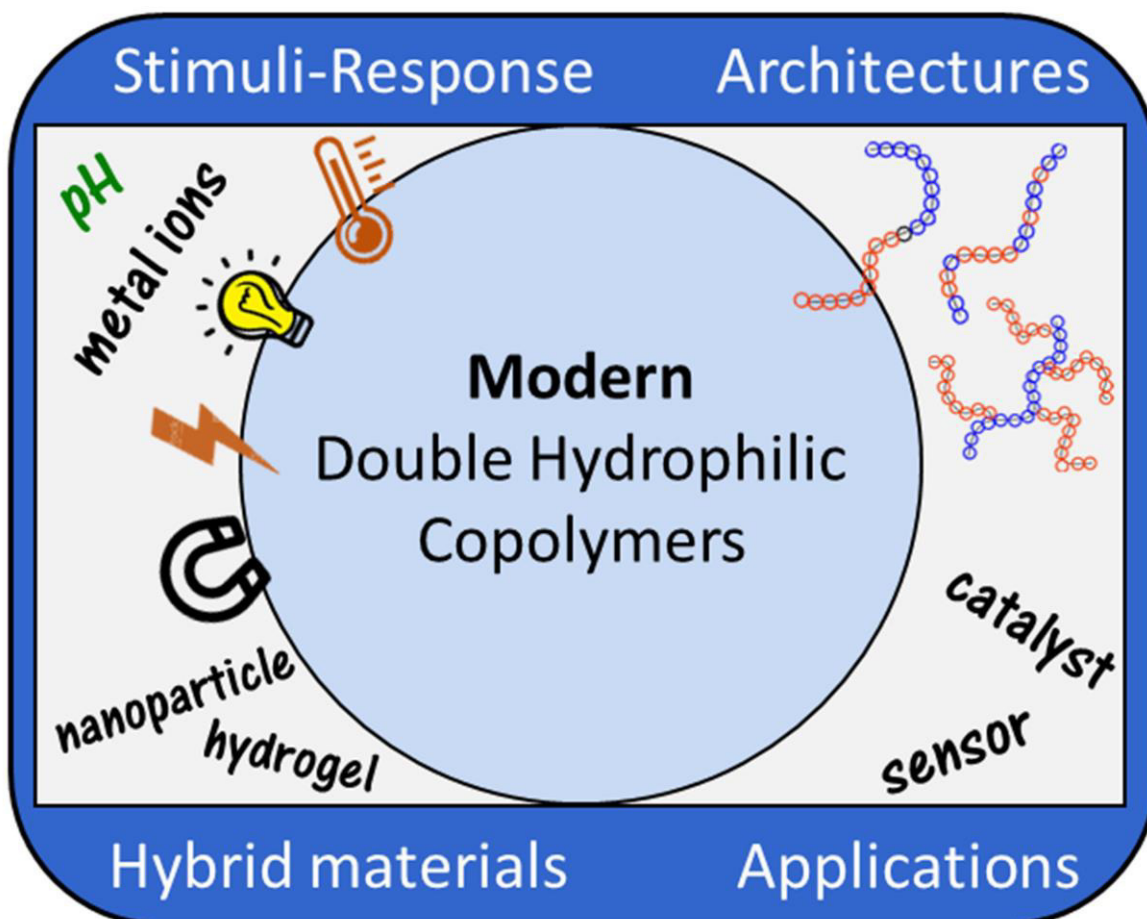 Stimuli-Response
Architectures
pH
metal ions
Modern
Double Hydrophilic
Copolymers
nanoparticle
hydrogel
catalyst
sensor
Hybrid materials
Applications